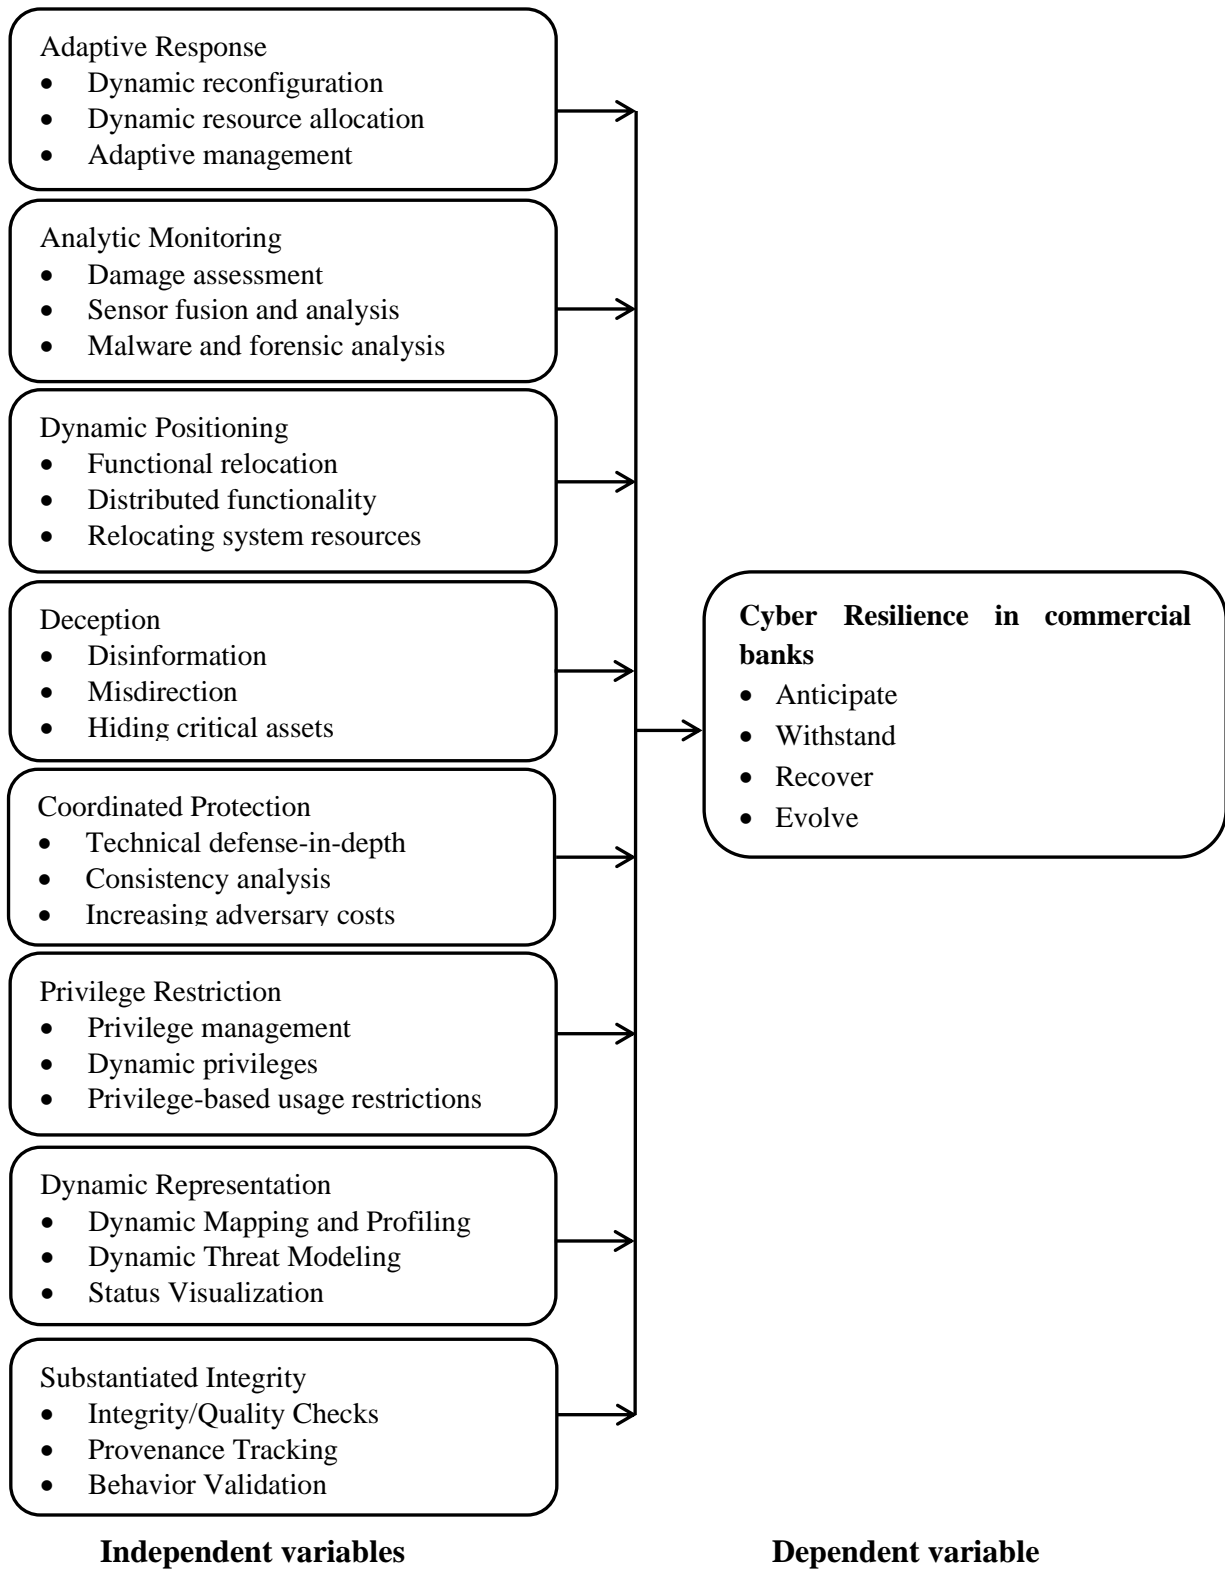 Adaptive Response
• Dynamic reconfiguration
• Dynamic resource allocation
• Adaptive management
Analytic Monitoring
• Damage assessment
• Sensor fusion and analysis
• Malware and forensic analysis
Dynamic Positioning
• Functional relocation
• Distributed functionality
• Relocating system resources
Deception
• Disinformation
• Misdirection
• Hiding critical assets
Coordinated Protection
• Technical defense-in-depth
• Consistency analysis
• Increasing adversary costs
Privilege Restriction
• Privilege management
• Dynamic privileges
• Privilege-based usage restrictions
Dynamic Representation
• Dynamic Mapping and Profiling
• Dynamic Threat Modeling
• Status Visualization
Substantiated Integrity
• Integrity/Quality Checks
• Provenance Tracking
• Behavior Validation
Independent variables
Cyber Resilience in commercial
banks
• Anticipate
• Withstand
• Recover
• Evolve
Dependent variable